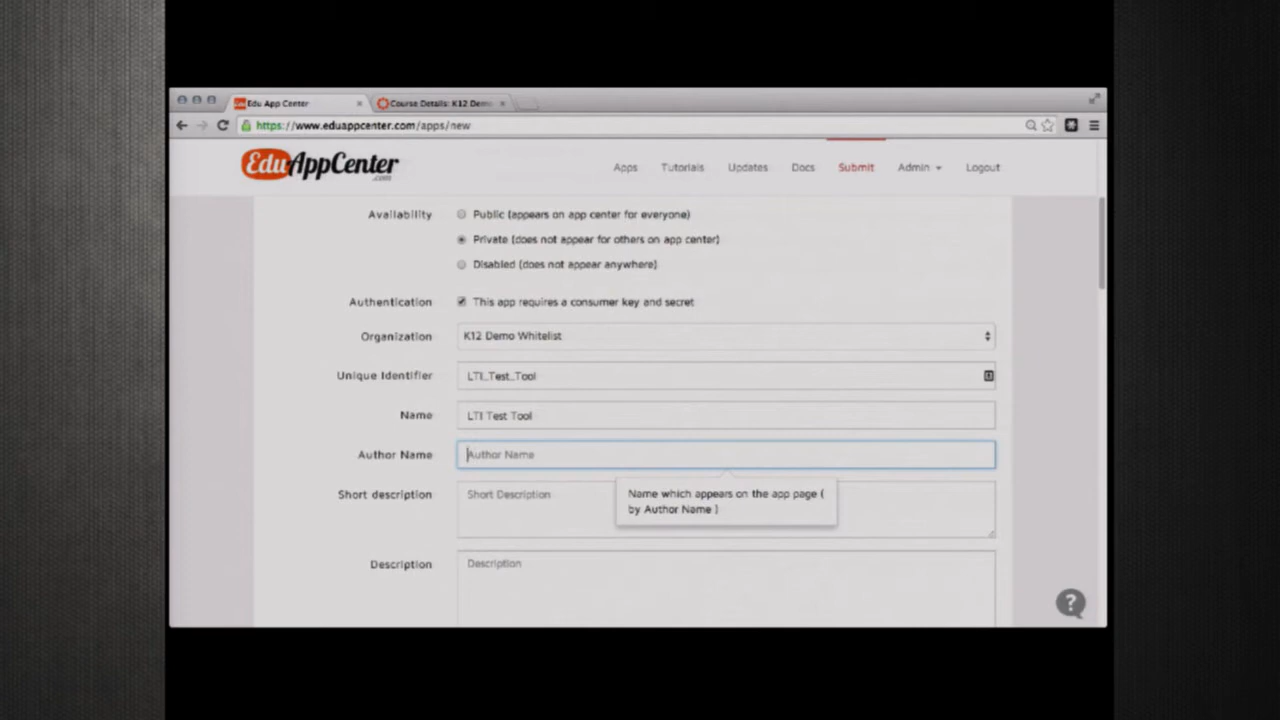 Edu App Center
Course Details: K12 Demo
https://www.eduappcenter.com/apps/new
EduAppCenter
.com
Apps Tutorials Updates Docs Submit Admin Logout
Availability
Public (appears on app center for everyone)
Private (does not appear for others on app center)
Disabled (does not appear anywhere)
Authentication This app requires a consumer key and secret
Organization K12 Demo Whitelist
Unique Identifier LTI_Test_Tool
Name LTI Test Tool
Author Name Author Name
Short description Short Description
Name which appears on the app page (
by Author Name )
Description Description
?